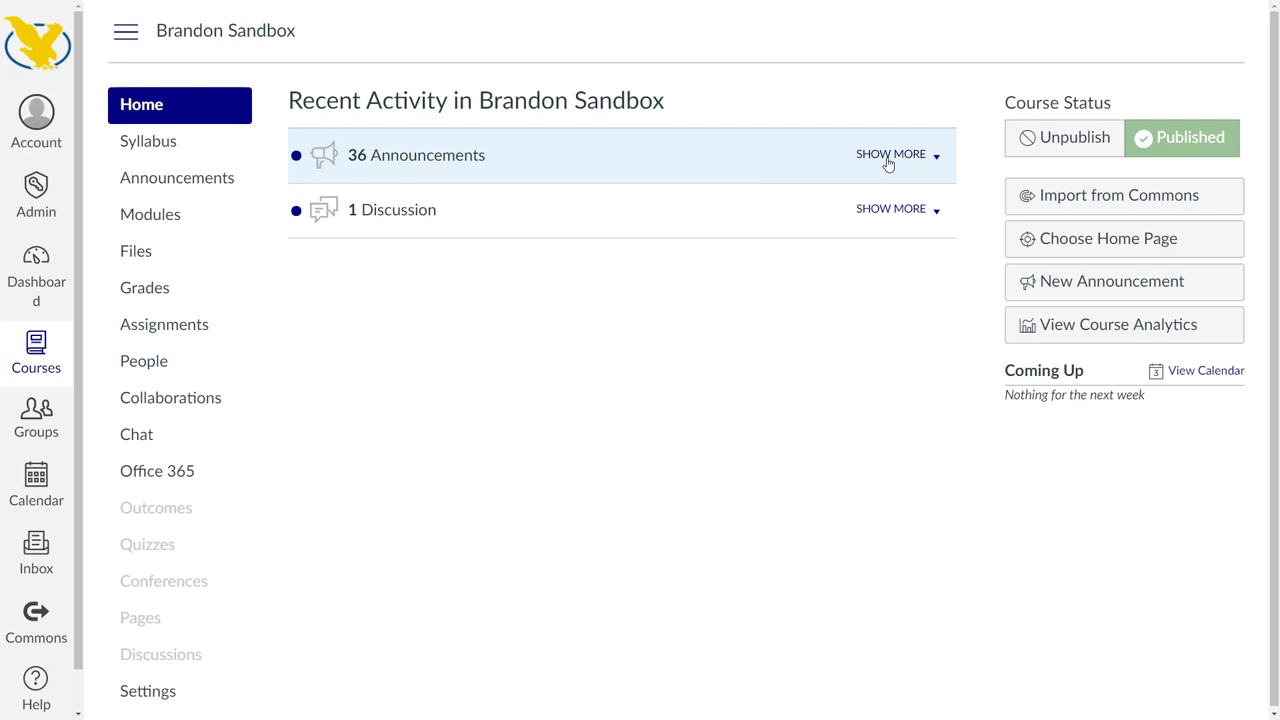 Brandon Sandbox
Account
Admin
Dashboar
d
Courses
Groups
Calendar
Inbox
Commons
Help
Home
Syllabus
Announcements
Modules
Files
Grades
Assignments
People
Collaborations
Chat
Office 365
Outcomes
Quizzes
Conferences
Pages
Discussions
Settings
Recent Activity in Brandon Sandbox
36 Announcements SHOW MORE
1 Discussion SHOW MORE
Course Status
Unpublish Published
Import from Commons
Choose Home Page
New Announcement
View Course Analytics
Coming Up 3 View Calendar
Nothing for the next week